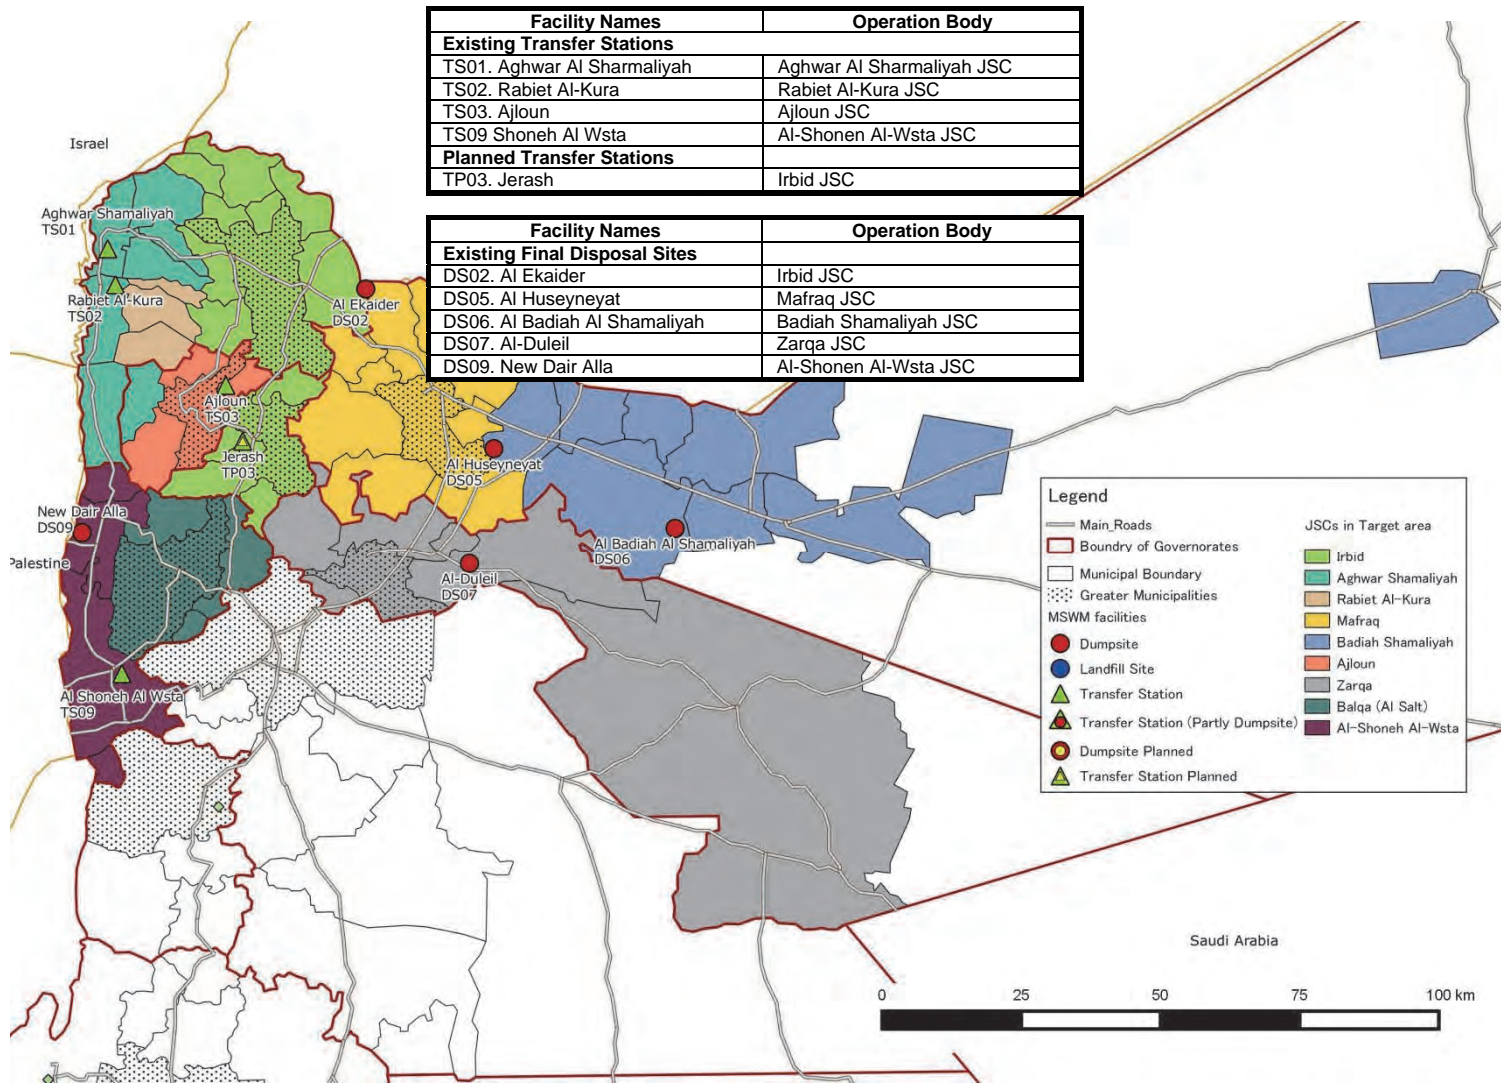 Facility Names Operation Body
Existing Transfer Stations
TS01. Aghwar Al Sharmaliyah Aghwar Al Sharmaliyah JSC
TS02. Rabiet Al-Kura Rabiet Al-Kura JSC
TS03. Ajloun Ajloun JSC
TS09 Shoneh Al Wsta Al-Shonen Al-Wsta JSC
Planned Transfer Stations
TP03. Jerash Irbid JSC
Facility Names Operation Body
Existing Final Disposal Sites
DS02. Al Ekaider Irbid JSC
DS05. Al Huseyneyat Mafraq JSC
DS06. Al Badiah Al Shamaliyah Badiah Shamaliyah JSC
DS07. Al-Duleil Zarqa JSC
DS09. New Dair Alla Al-Shonen Al-Wsta JSC
Israel
Aghwar Shamaliyah
TS01
Rabiet Al-Kura
TS02
Al Ekaider
DS02
Ajloun
TS03
Jerash
TP03
Al Huseyneyat
DS05
New Dair Alla
DS09
Palestine
Al Badiah Al Shamaliyah
DS06
Al-Duleil
DS07
Al Shoneh Al Wsta
TS09
Legend
Main_Roads
Boundry of Governorates
Municipal Boundary
Greater Municipalities
MSWM facilities
Dumpsite
Landfill Site
Transfer Station
Transfer Station (Partly Dumpsite)
Dumpsite Planned
Transfer Station Planned
JSCs in Target area
Irbid
Aghwar Shamaliyah
Rabiet Al-Kura
Mafraq
Badiah Shamaliyah
Ajloun
Zarqa
Balqa (Al Salt)
Al-Shoneh Al-Wsta
Saudi Arabia
0 25 50 75 100 km